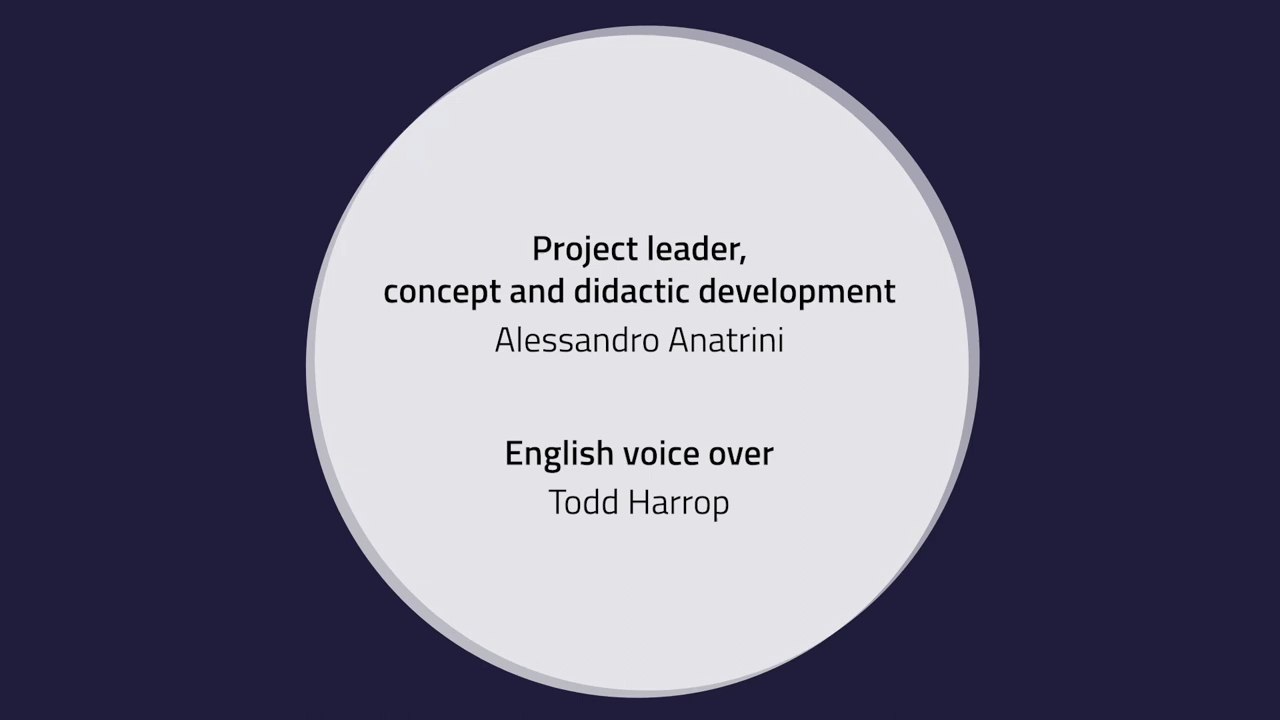 Project leader,
concept and didactic development
Alessandro Anatrini
English voice over
Todd Harrop